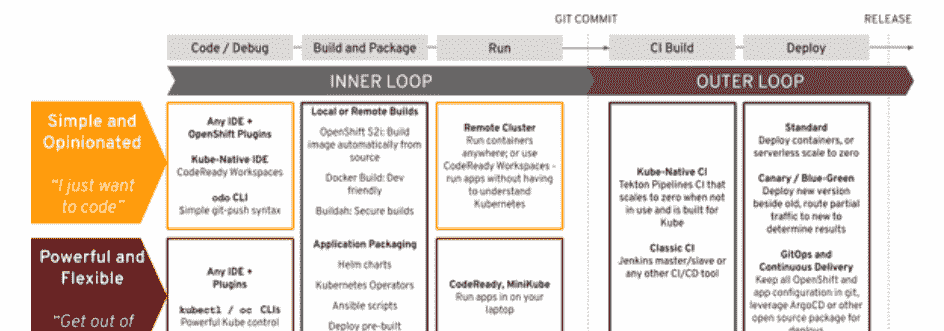 GIT COMMIT
RELEASE
Code / Debug
Build and Package
Run
CI Build
Deploy
INNER LOOP
OUTER LOOP
Simple and
Opinionated
"I just want
to code"
Any IDE +
OpenShift Plugins
Kube-Native IDE
CodeReady Workspaces
odo CLI
Simple git-push syntax
Local or Remote Builds
OpenShift S2i: Build
image automatically from
source
Docker Build: Dev
friendly
Buildah: Secure builds
Application Packaging
Helm charts
Kubernetes Operators
Ansible scripts
Deploy pre-built
Remote Cluster
Run containers
anywhere; or use
CodeReady Workspaces -
run apps without having
to understand
Kubernetes
Kube-Native CI
Tekton Pipelines CI that
scales to zero when not
in use and is built for
Kube
Classic CI
Jenkins master/slave or
any other CI/CD tool
Standard
Deploy containers, or
serverless scale to zero
Canary / Blue-Green
Deploy new version
beside old, route partial
traffic to new to
determine results
GitOps and
Continuous Delivery
Keep all OpenShift and
app configuration in git,
leverage ArgoCD or other
open source package for
Powerful and
Flexible
"Get out of
Any IDE +
Plugins
kubectl / oc CLIs
Powerful Kube control
CodeReady, MiniKube
Run apps in on your
laptop